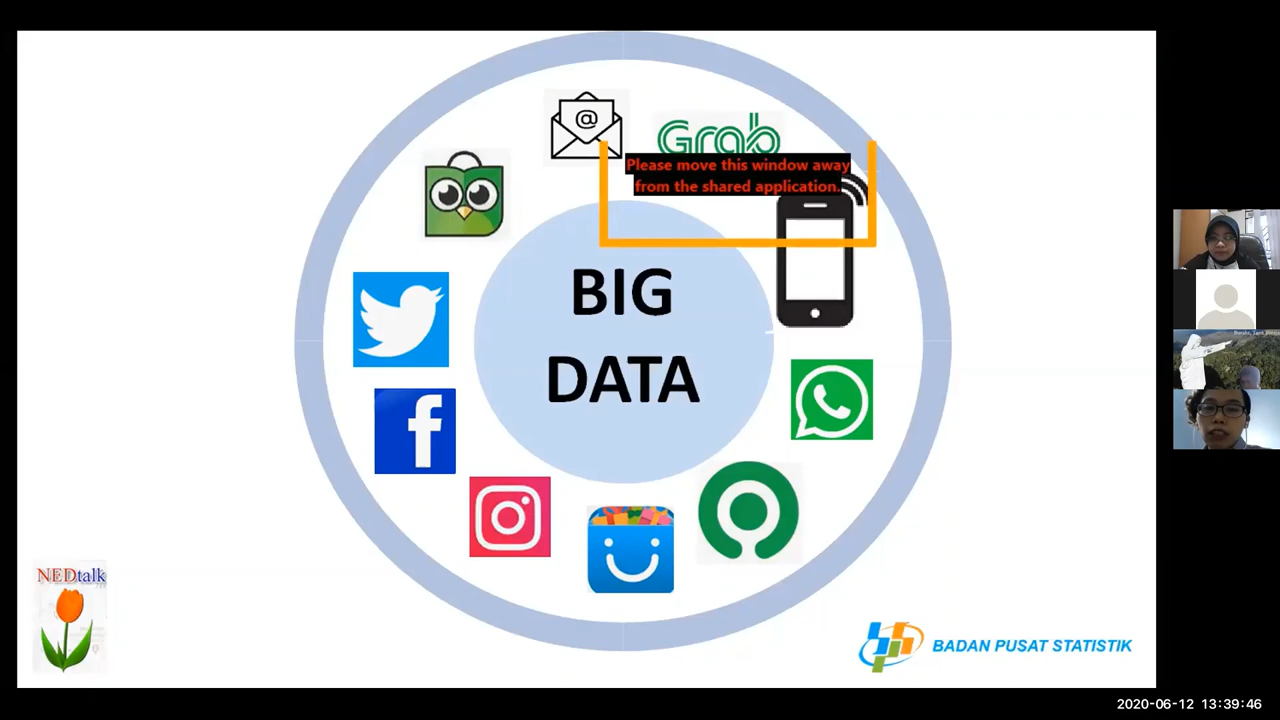 @
Grab
Please move this window away
from the shared application.
BIG
DATA
f
NEDtalk
BADAN PUSAT STATISTIK
2020-06-12 13:39:46